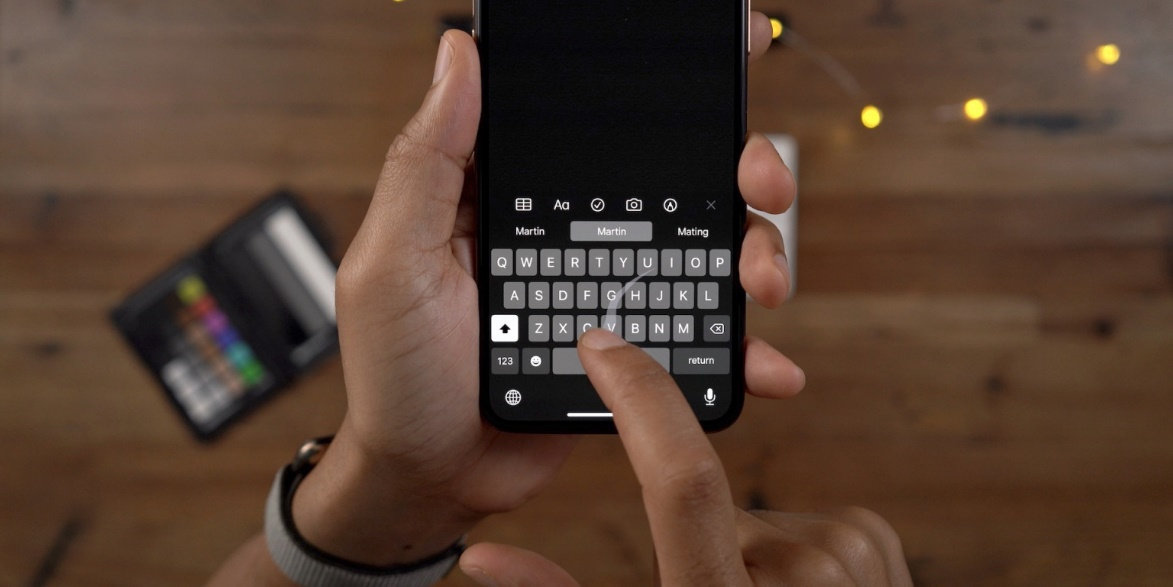 Aa
Martin Martin Mating
Q W E R T Y U I O P
A S D F G H J K L
Z X C V B N M
123 return